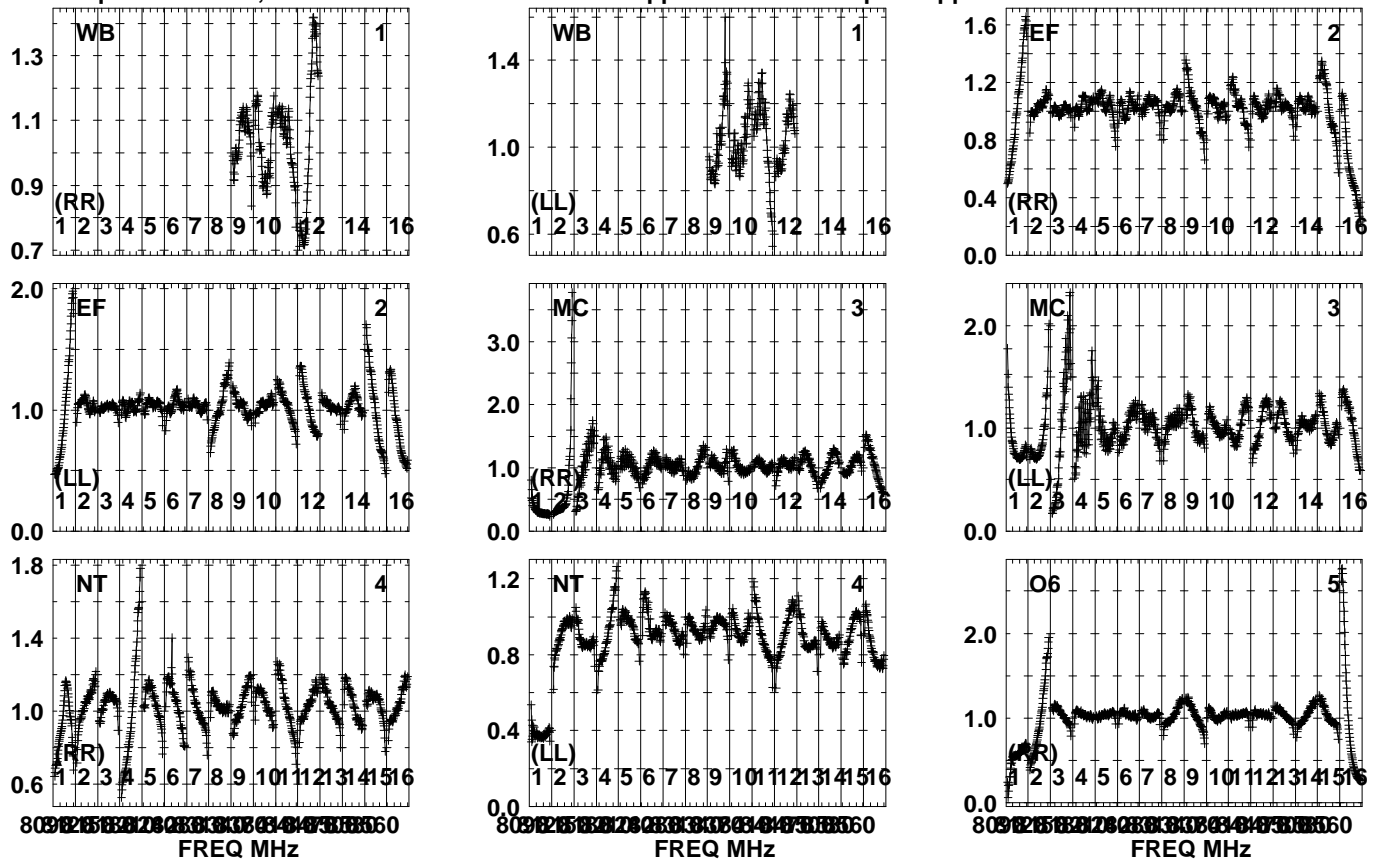 WB 1
1.3
1.1
0.9
0.7
(RR)
1 2 3 4 5 6 7 8 9 10 12 14 16
WB 1
1.4
1.0
0.6
(LL)
1 2 3 4 5 6 7 8 9 10 12 14 16
EF 2
1.6
1.2
0.8
0.4
0.0
(RR)
1 2 3 4 5 6 7 8 9 10 12 14 16
EF 2
2.0
1.0
0.0
(LL)
1 2 3 4 5 6 7 8 9 10 12 14 16
MC 3
3.0
2.0
1.0
0.0
(RR)
1 2 3 4 5 6 7 8 9 10 12 14 16
MC 3
2.0
1.0
0.0
(LL)
1 2 3 4 5 6 7 8 9 10 12 14 16
NT 4
1.8
1.4
1.0
0.6
(RR)
1 2 3 4 5 6 7 8 9 10 11 12 13 14 15 16
FREQ MHz
NT 4
1.2
0.8
0.4
0.0
(LL)
1 2 3 4 5 6 7 8 9 10 11 12 13 14 15 16
FREQ MHz
O6 5
2.0
1.0
0.0
(RR)
1 2 3 4 5 6 7 8 9 10 11 12 13 14 15 16
FREQ MHz